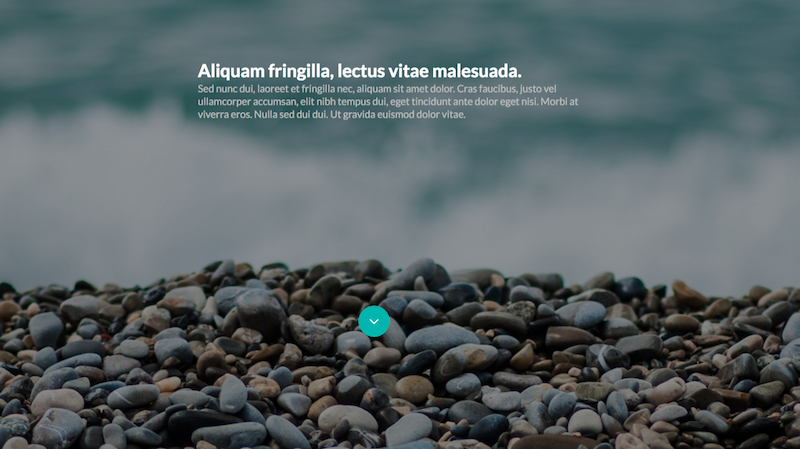 Aliquam fringilla, lectus vitae malesuada.
Sed nunc dui, laoreet et fringilla nec, aliquam sit amet dolor. Cras faucibus, justo vel
ullamcorper accumsan, elit nibh tempus dui, eget tincidunt ante dolor eget nisi. Morbi at
viverra eros. Nulla sed dui dui. Ut gravida euismod dolor vitae.